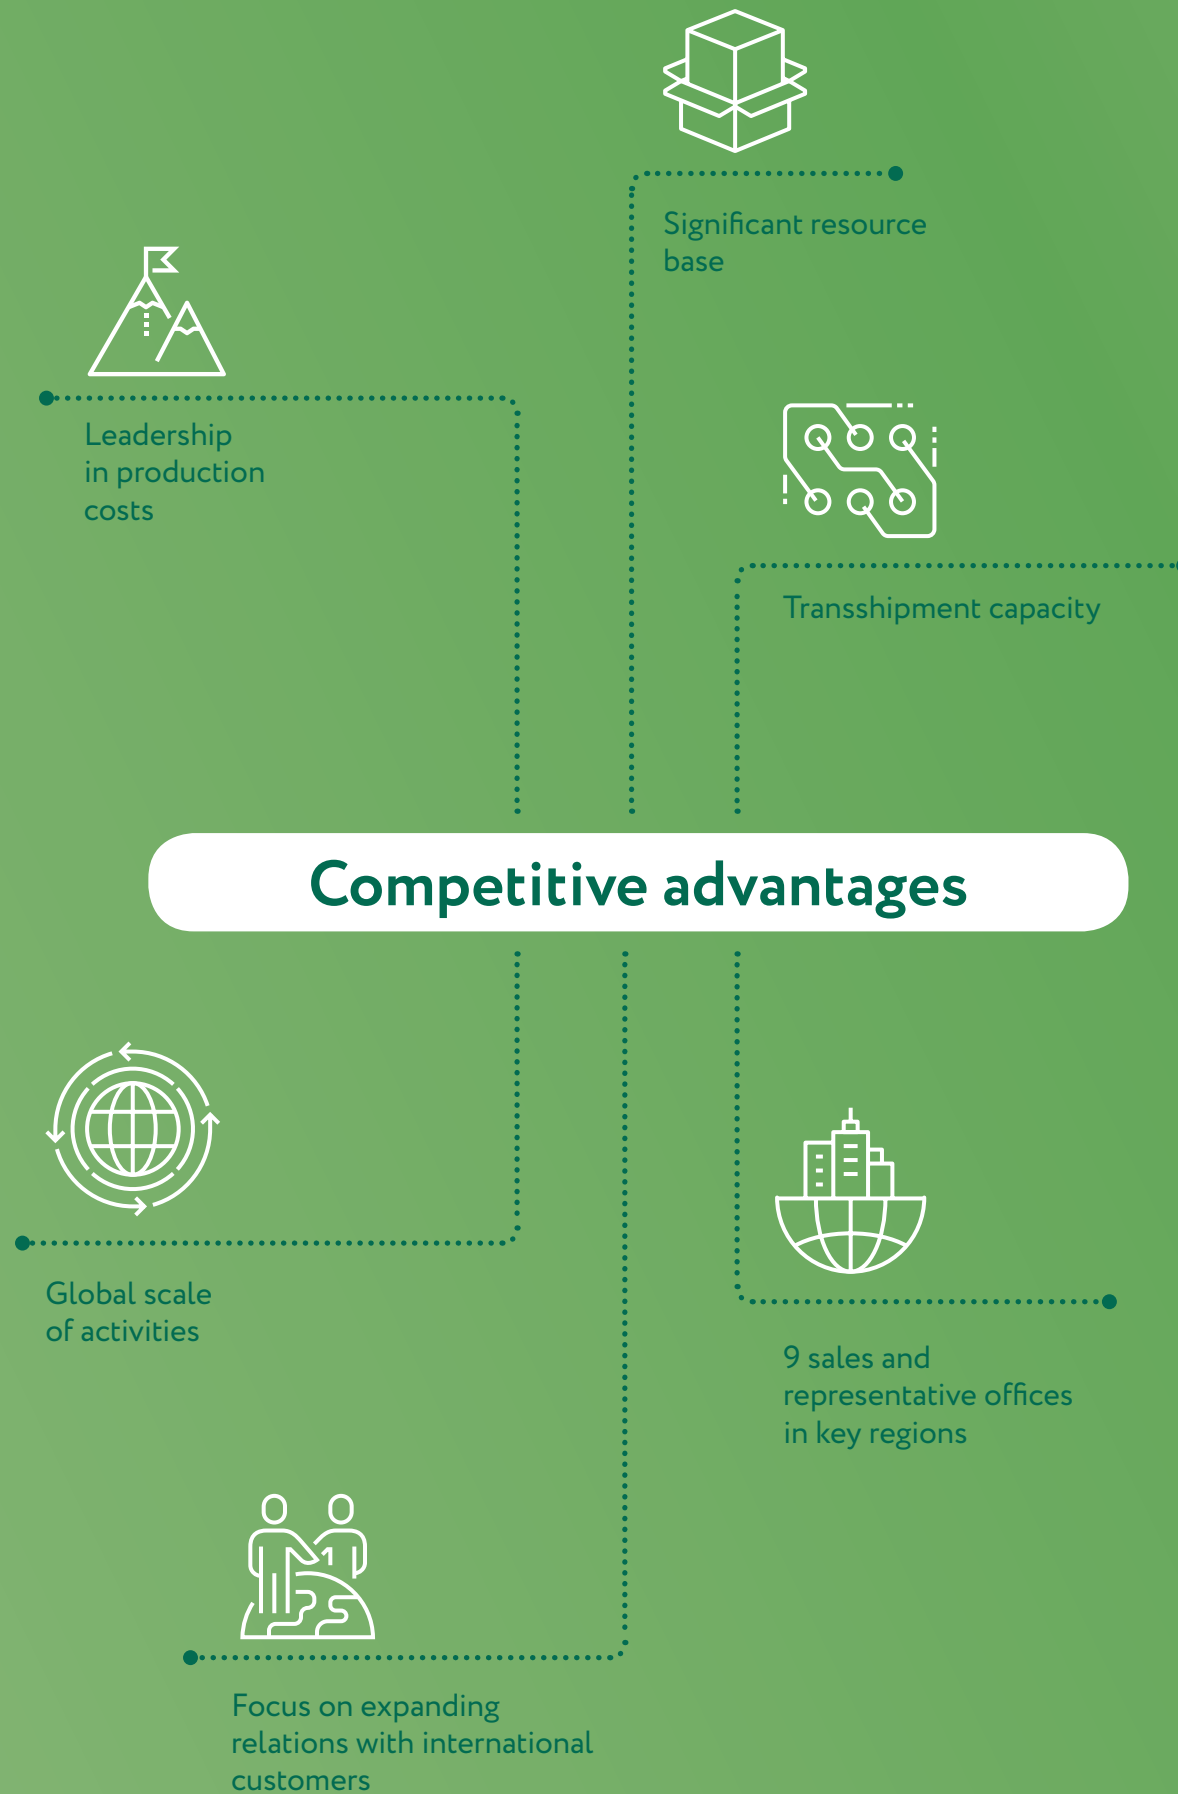 Significant resource
base
Leadership
in production
costs
Transshipment capacity
Competitive advantages
Global scale
of activities
9 sales and
representative offices
in key regions
Focus on expanding
relations with international
customers